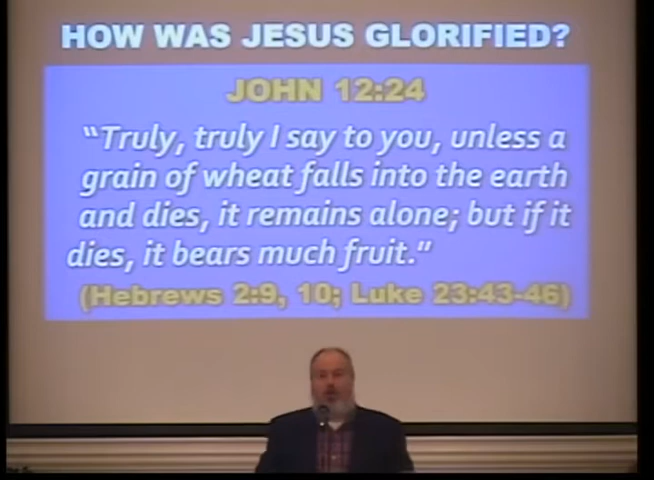 HOW WAS JESUS GLORIFIED?
JOHN 12:24
“Truly, truly I say to you, unless a
grain of wheat falls into the earth
and dies, it remains alone; but if it
dies, it bears much fruit.”
(Hebrews 2:9, 10; Luke 23:43-46)